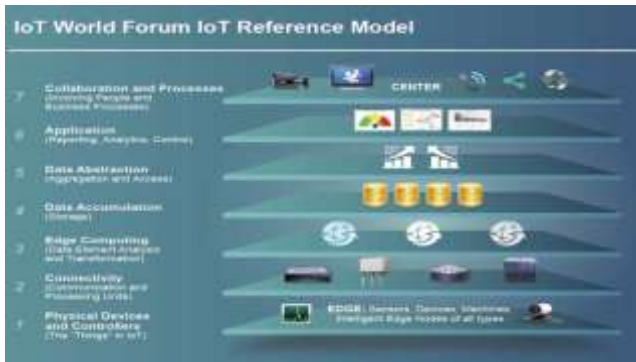 IoT World Forum IoT Reference Model
7 Collaboration and Processes
(Involving People and
Business Processes)
CENTER
6 Application
(Reporting, Analytics, Control)
5 Data Abstraction
(Aggregation and Access)
4 Data Accumulation
(Storage)
3 Edge Computing
(Data Element Analysis
and Transformation)
2 Connectivity
(Communication and
Processing Units)
1 Physical Devices
and Controllers
(The "Things" in IoT)
EDGE Sensors, Devices, Machines,
Intelligent Edge Nodes of all types